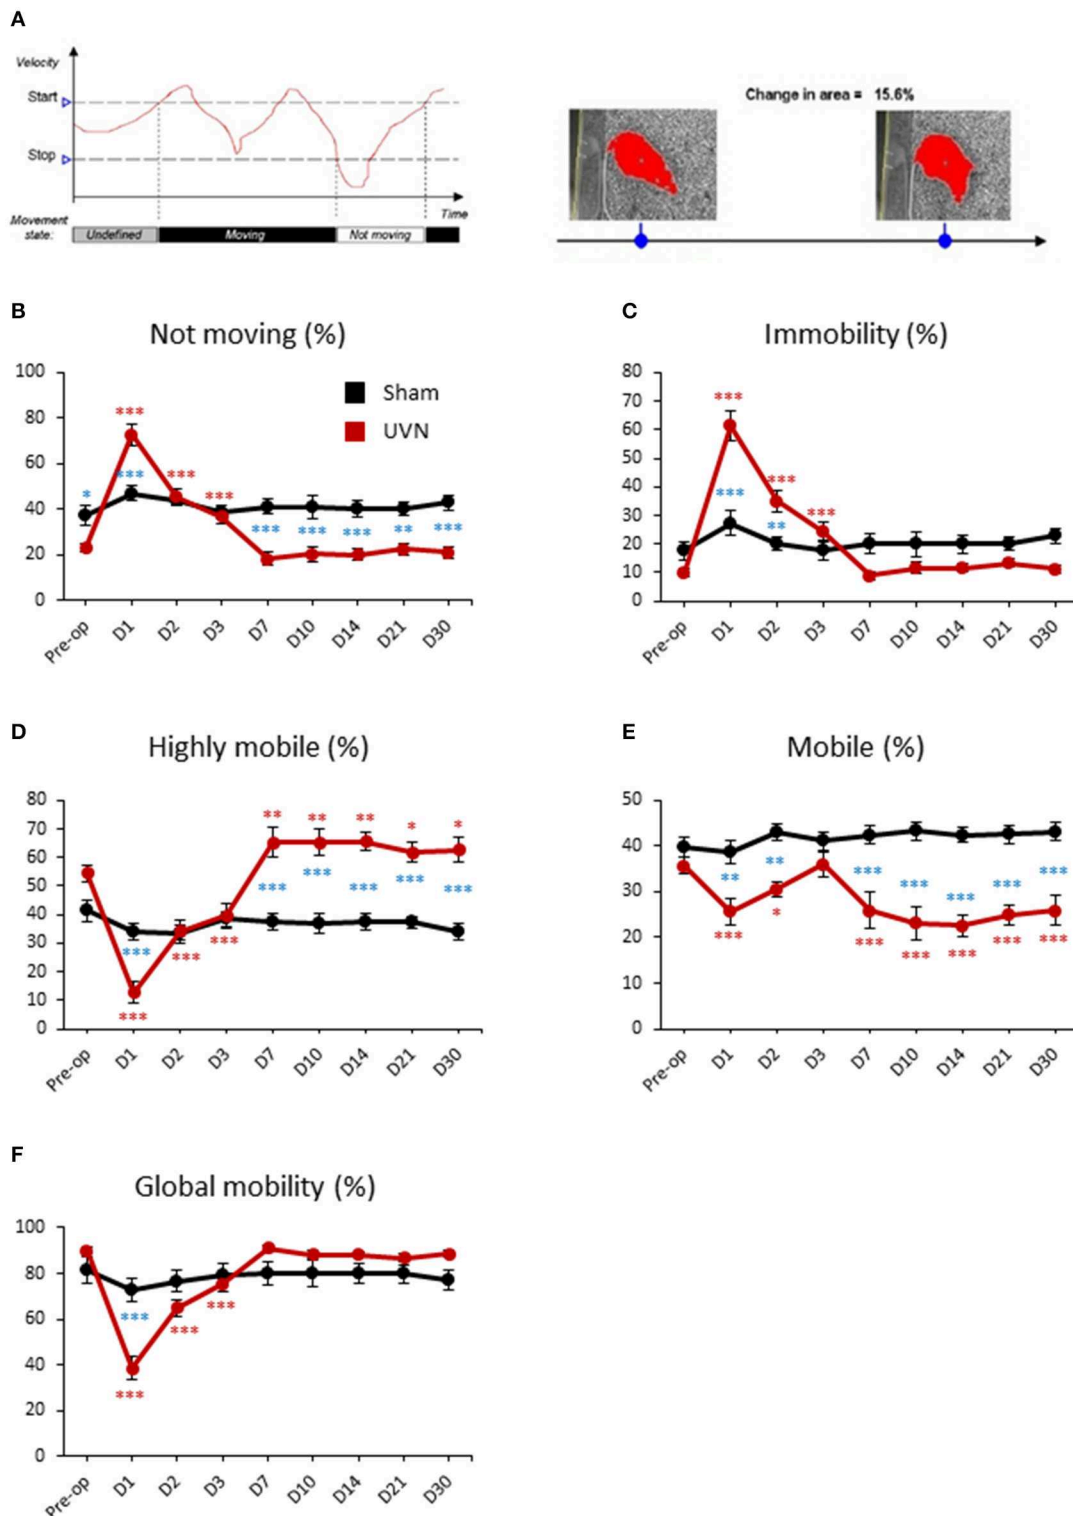 A
Velocity
Start
Stop
Time
Movement
state:
Undefined
Moving
Not moving
Change in area = 15.6%
B
Not moving (%)
100
80
60
40
20
0
Sham
UVN
***
***
*
***
***
***
***
***
**
***
Pre-op
D1
D2
D3
D7
D10
D14
D21
D30
C
Immobility (%)
80
70
60
50
40
30
20
10
0
***
***
***
**
***
Pre-op
D1
D2
D3
D7
D10
D14
D21
D30
D
Highly mobile (%)
80
70
60
50
40
30
20
10
0
** ** ** * *
*** *** *** *** ***
***
***
***
***
Pre-op
D1
D2
D3
D7
D10
D14
D21
D30
E
Mobile (%)
50
40
30
20
10
0
**
**
*** *** *** *** ***
***
*
*** *** *** *** ***
Pre-op
D1
D2
D3
D7
D10
D14
D21
D30
F
Global mobility (%)
100
80
60
40
20
0
***
***
***
***
Pre-op
D1
D2
D3
D7
D10
D14
D21
D30